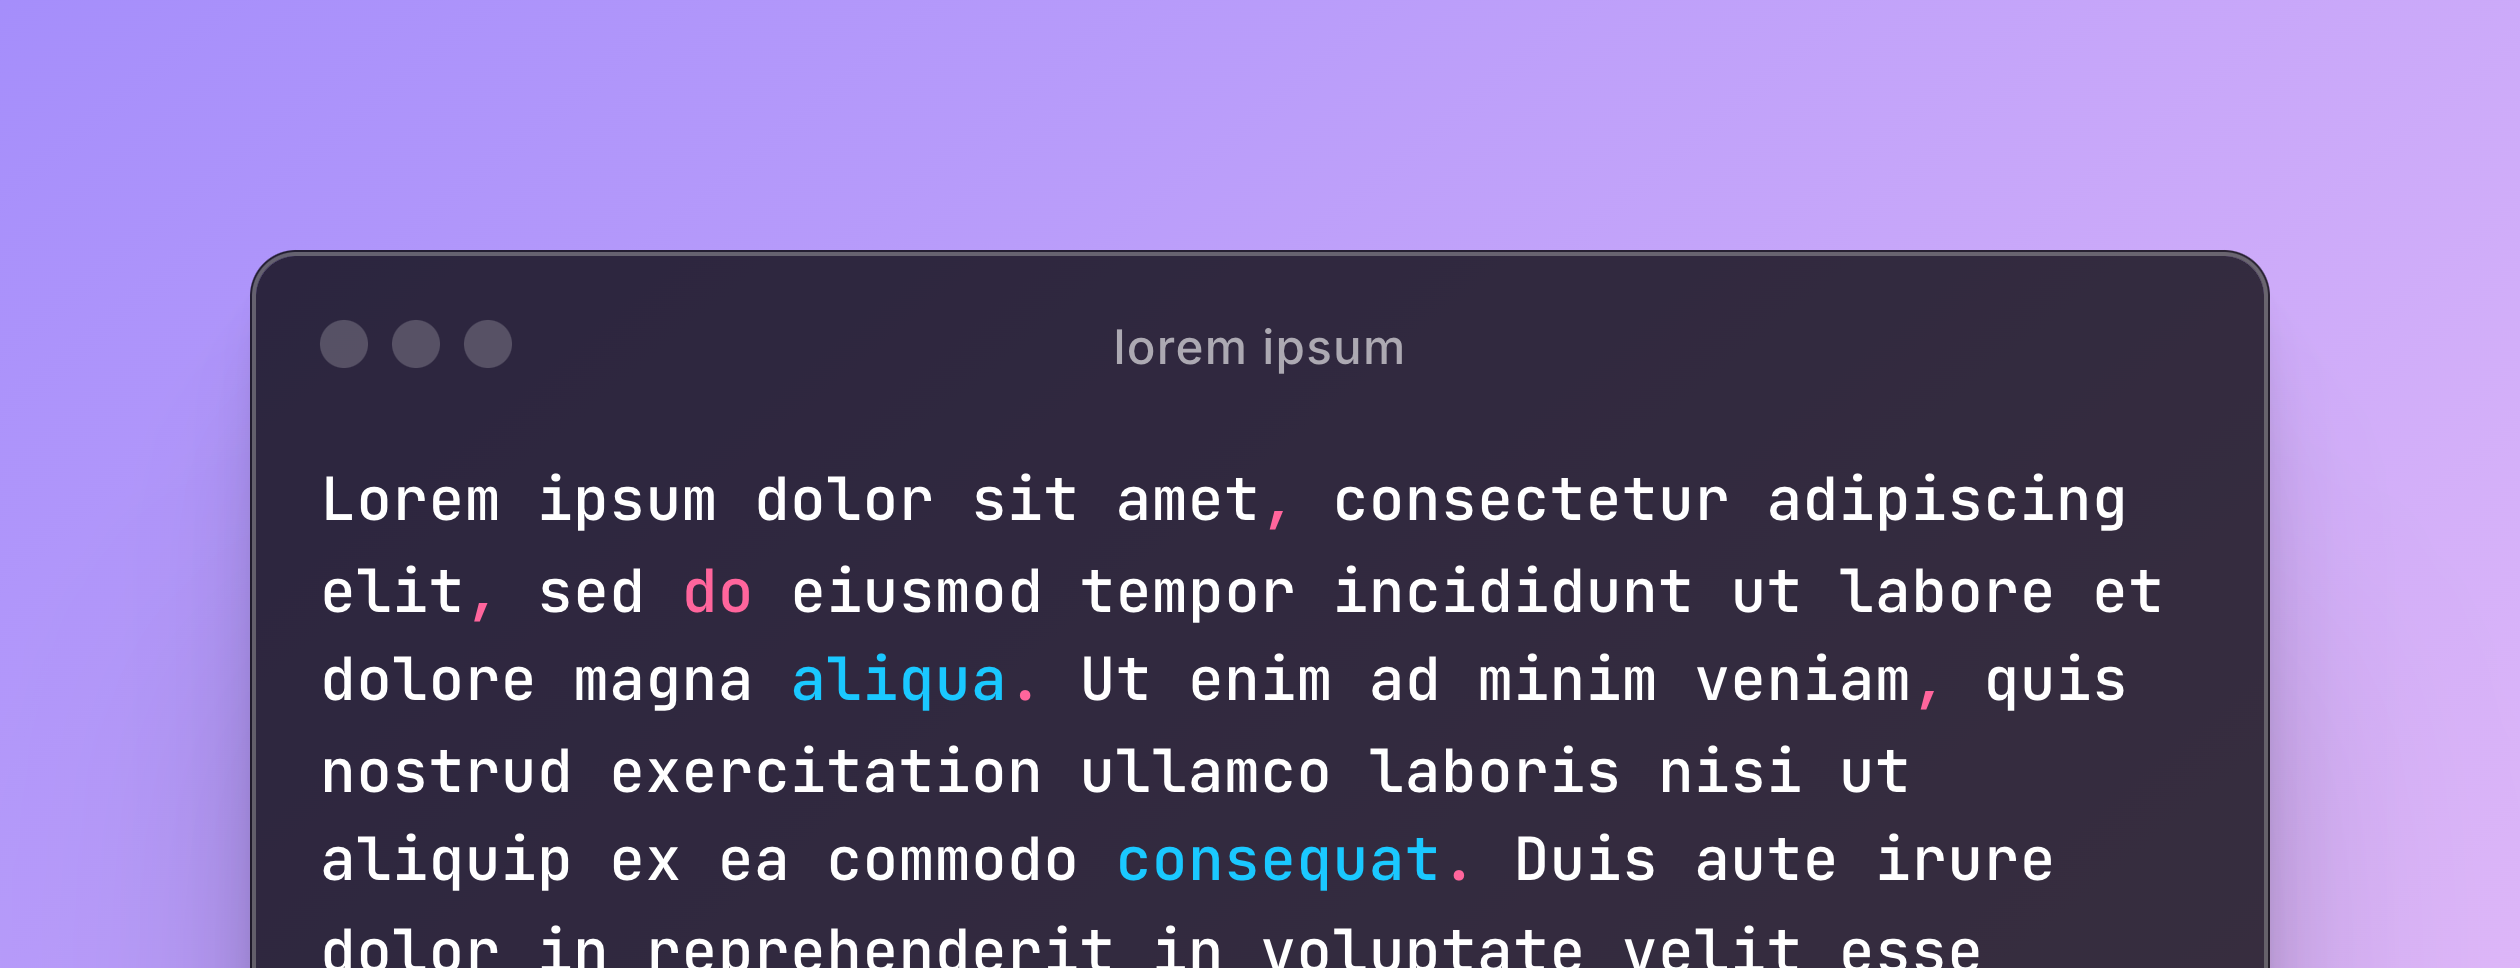 lorem ipsum
Lorem ipsum dolor sit amet, consectetur adipiscing
elit, sed do eiusmod tempor incididunt ut labore et
dolore magna aliqua. Ut enim ad minim veniam, quis
nostrud exercitation ullamco laboris nisi ut
aliquip ex ea commodo consequat. Duis aute irure
dolor in reprehenderit in voluptate velit esse